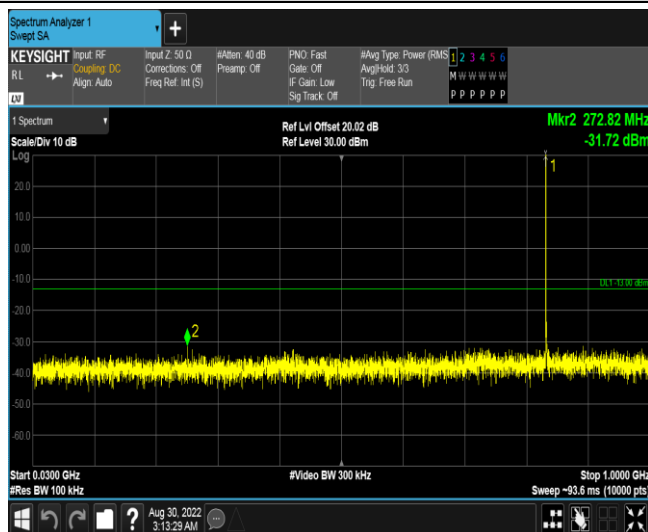 Spectrum Analyzer 1
Swept SA
+
KEYSIGHT
RL
LXI
Input: RF
Coupling: DC
Align: Auto
Input Z: 50 Ω
Corrections: Off
Freq Ref: Int (S)
#Atten: 40 dB
Preamp: Off
PNO: Fast
Gate: Off
IF Gain: Low
Sig Track: Off
#Avg Type: Power (RMS
Avg|Hold: 3/3
Trig: Free Run
1 2 3 4 5 6
M W W W W W
P P P P P P
1 Spectrum
Scale/Div 10 dB
Ref Lvl Offset 20.02 dB
Ref Level 30.00 dBm
Mkr2 272.82 MHz
-31.72 dBm
Log
1
20.0
10.0
0.00
-10.0
DL1 -13.00 dBm
-20.0
2
-30.0
-40.0
-50.0
-60.0
Start 0.0300 GHz
#Res BW 100 kHz
#Video BW 300 kHz
Stop 1.0000 GHz
Sweep ~93.6 ms (10000 pts)
?
Aug 30, 2022
3:13:29 AM